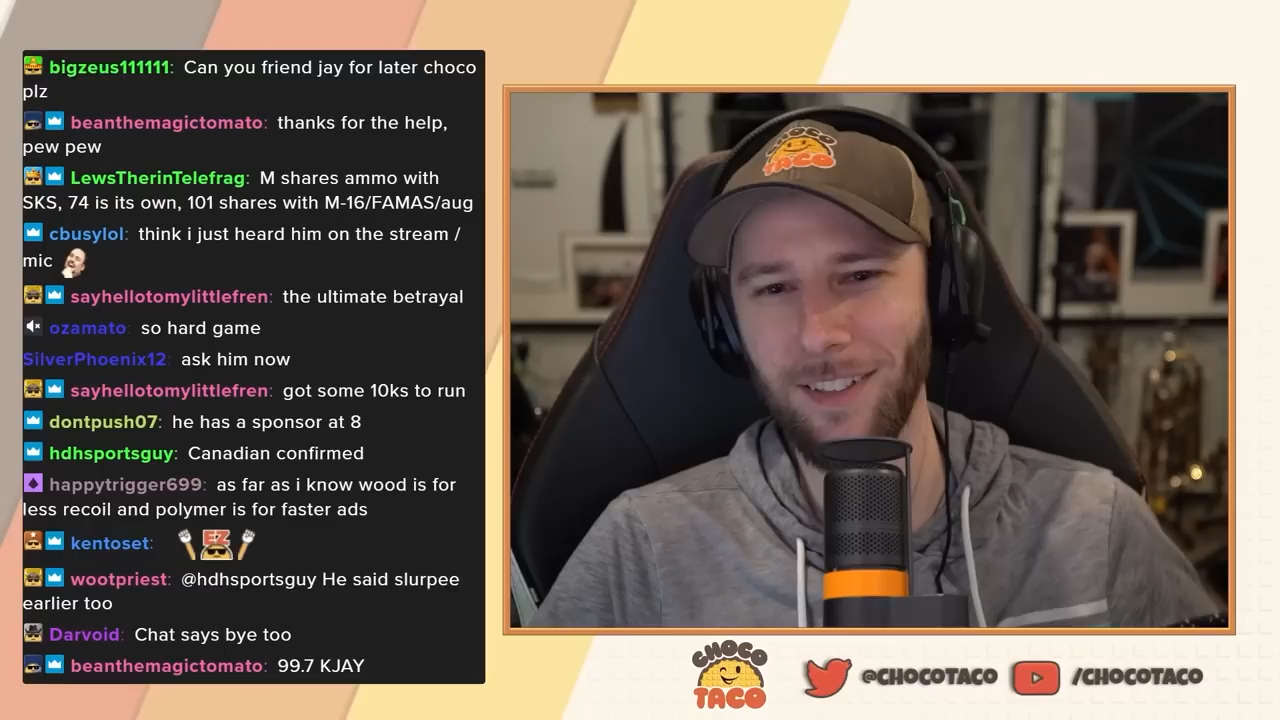 bigzeus111111: Can you friend jay for later choco
plz
beanthemagictomato: thanks for the help,
pew pew
LewsTherinTelefrag: M shares ammo with
SKS, 74 is its own, 101 shares with M-16/FAMAS/aug
cbusylol: think i just heard him on the stream /
mic
sayhellotomylittlefren: the ultimate betrayal
ozamato: so hard game
SilverPhoenix12: ask him now
sayhellotomylittlefren: got some 10ks to run
dontpush07: he has a sponsor at 8
hdhsportsguy: Canadian confirmed
happytrigger699: as far as i know wood is for
less recoil and polymer is for faster ads
kentoset: EZ
wootpriest: @hdhsportsguy He said slurpee
earlier too
Darvoid: Chat says bye too
beanthemagictomato: 99.7 KJAY
CHOCO
TACO
CHOCO
TACO
@CHOCOTACO
/CHOCOTACO